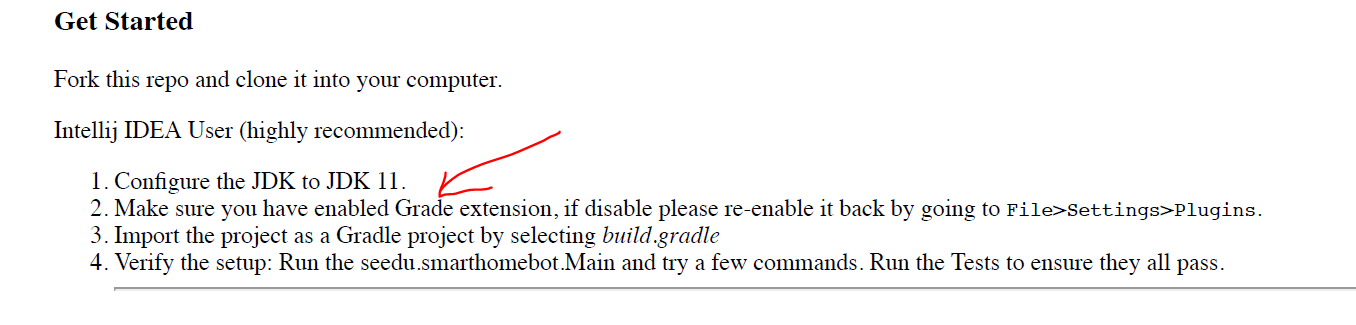 Get Started
Fork this repo and clone it into your computer.
Intellij IDEA User (highly recommended):
1. Configure the JDK to JDK 11.
2. Make sure you have enabled Grade extension, if disable please re-enable it back by going to File>Settings>Plugins.
3. Import the project as a Gradle project by selecting build.gradle
4. Verify the setup: Run the seedu.smarthomebot.Main and try a few commands. Run the Tests to ensure they all pass.